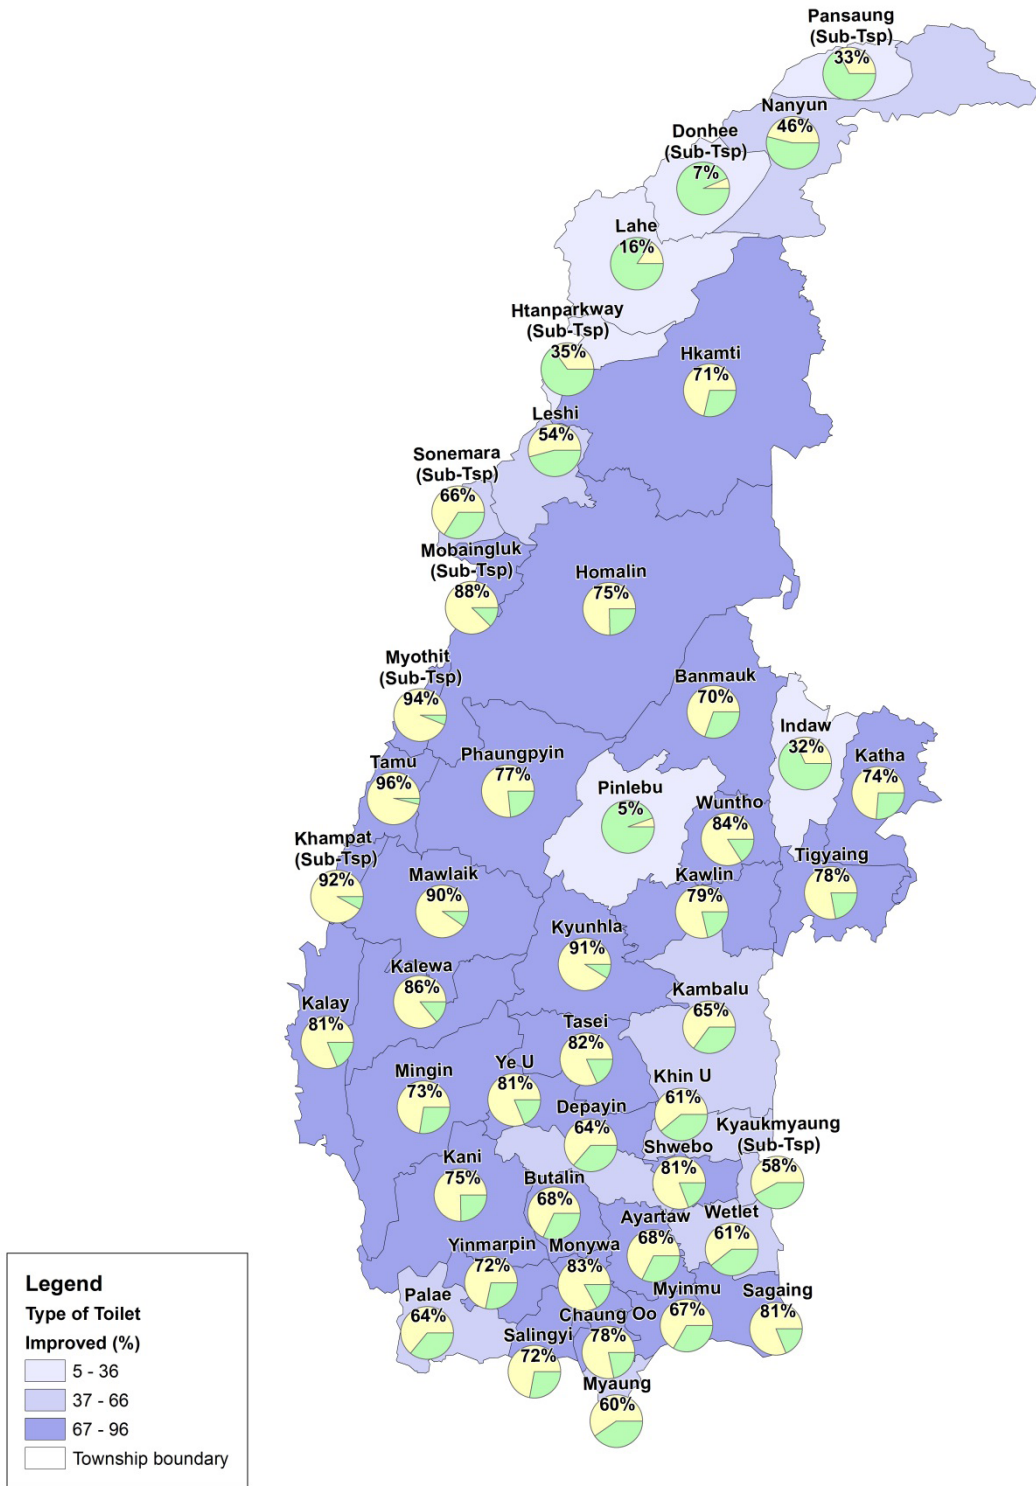 Pansaung
(Sub-Tsp)
33%
Nanyun
46%
Donhee
(Sub-Tsp)
7%
Lahe
16%
Htanparkway
(Sub-Tsp)
35%
Hkamti
71%
Leshi
54%
Sonemara
(Sub-Tsp)
66%
Mobaingluk
(Sub-Tsp)
88%
Homalin
75%
Myothit
(Sub-Tsp)
94%
Banmauk
70%
Indaw
32%
Katha
74%
Tamu
96%
Phaungpyin
77%
Pinlebu
5%
Wuntho
84%
Khampat
(Sub-Tsp)
92%
Mawlaik
90%
Kawlin
79%
Tigyaing
78%
Kyunhla
91%
Kalewa
86%
Kambalu
65%
Kalay
81%
Tasei
82%
Mingin
73%
Ye U
81%
Khin U
61%
Depayin
64%
Kyaukmyaung
(Sub-Tsp)
58%
Shwebo
81%
Kani
75%
Butalin
68%
Ayartaw
68%
Wetlet
61%
Yinmarpin
72%
Monywa
83%
Myinmu
67%
Sagaing
81%
Palae
64%
Chaung Oo
78%
Salingyi
72%
Myaung
60%
Legend
Type of Toilet
Improved (%)
5 - 36
37 - 66
67 - 96
Township boundary